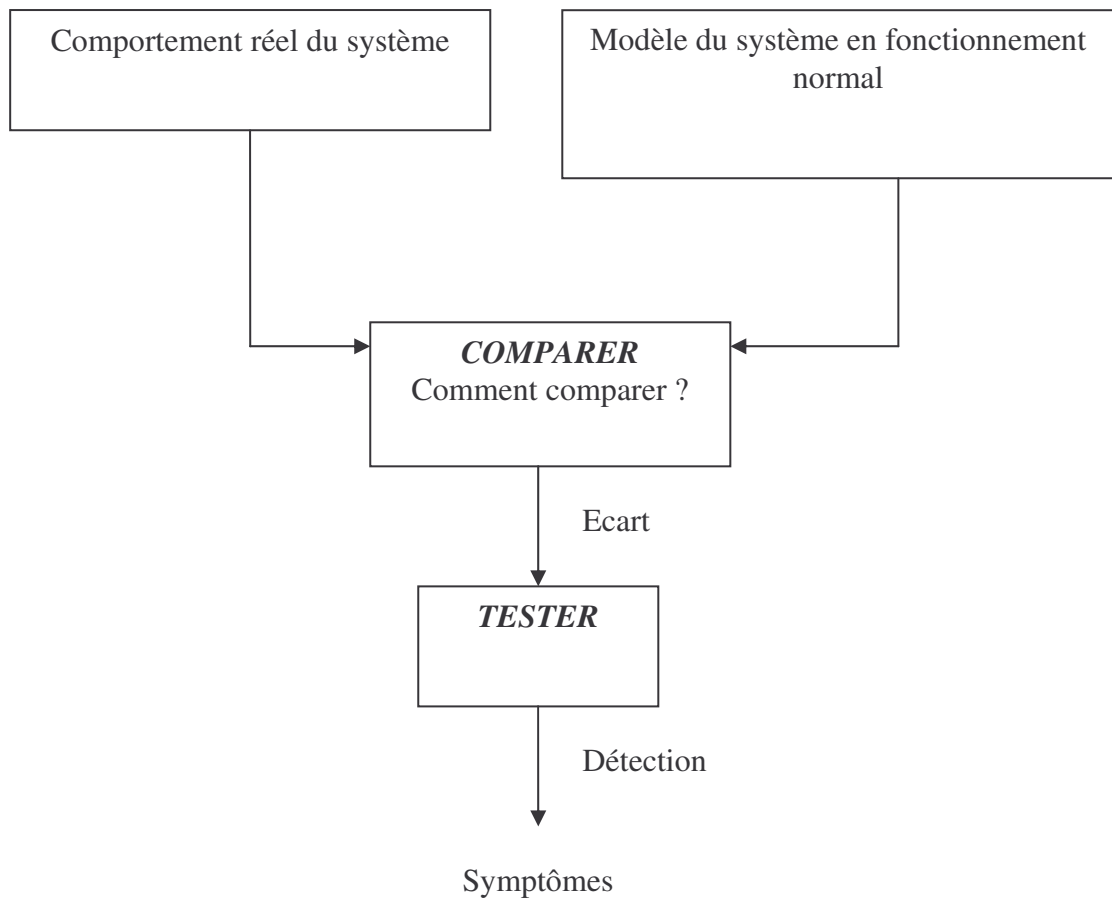 Comportement réel du système
Modèle du système en fonctionnement
normal
COMPARER
Comment comparer ?
Ecart
TESTER
Détection
Symptômes